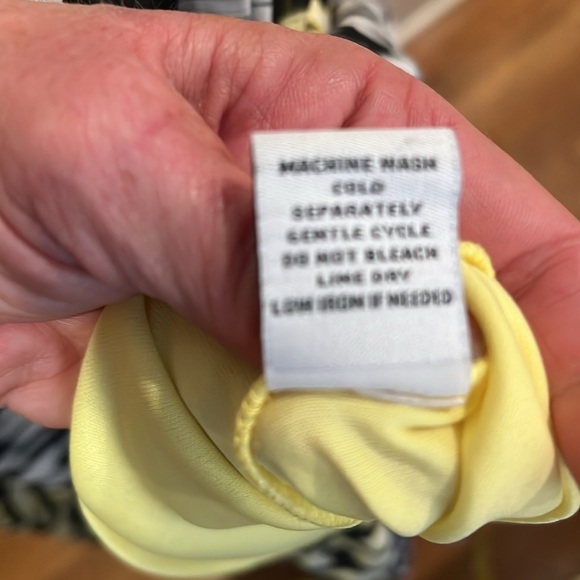 MACHINE WASH
COLD
SEPARATELY
GENTLE CYCLE
DO NOT BLEACH
LINE DRY
LOW IRON IF NEEDED